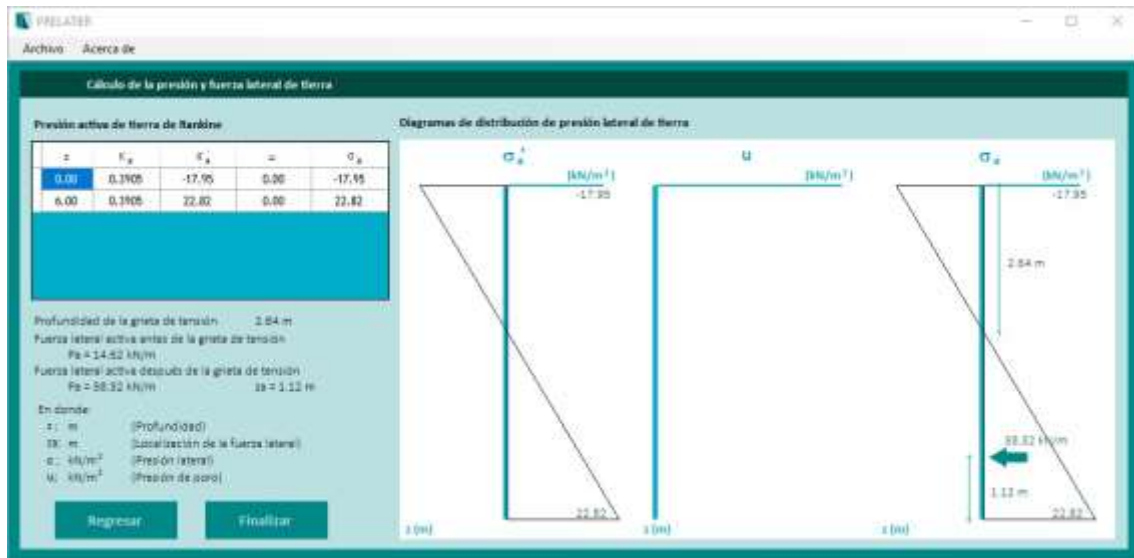 PRELATER
Archivo Acerca de
Cálculo de la presión y fuerza lateral de tierra
Presión activa de tierra de Rankine
z K a σ a ' u σ a
0.00 0.3905 -17.95 0.00 -17.95
6.00 0.3905 22.82 0.00 22.82
Profundidad de la grieta de tensión 2.64 m
Fuerza lateral activa antes de la grieta de tensión
Pa = 14.62 kN/m
Fuerza lateral activa después de la grieta de tensión
Pa = 38.32 kN/m za = 1.12 m
En donde:
z: m (Profundidad)
za: m (Localización de la fuerza lateral)
σ: kN/m² (Presión lateral)
u: kN/m² (Presión de poro)
Regresar Finalizar
Diagramas de distribución de presión lateral de tierra
σ a ' u σ a
(kN/m²) (kN/m²) (kN/m²)
-17.95 -17.95
2.64 m
38.32 kN/m
1.12 m
22.82 22.82
z (m) z (m) z (m)